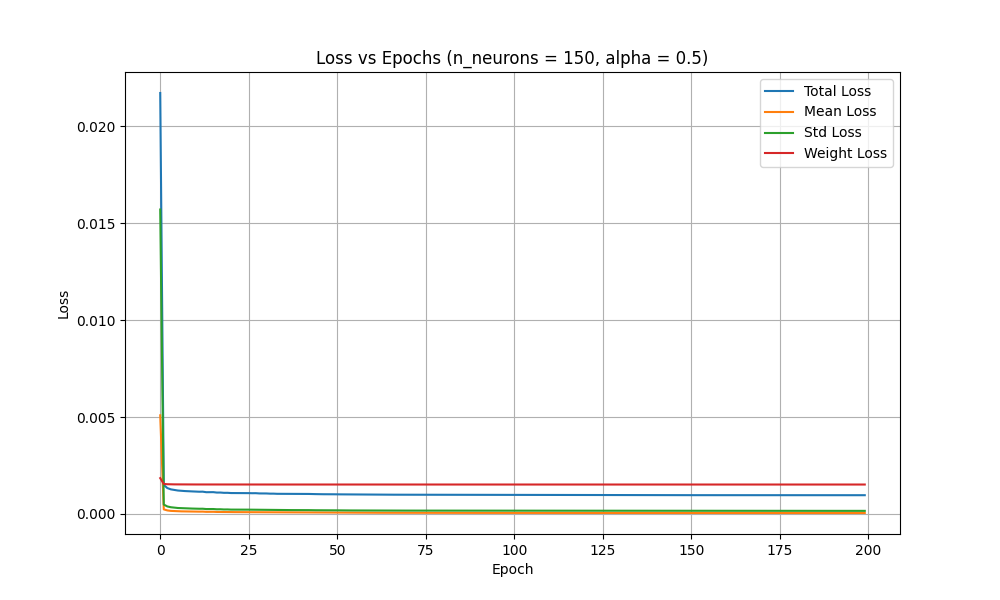 Loss vs Epochs (n_neurons = 150, alpha = 0.5)
Total Loss
Mean Loss
Std Loss
Weight Loss
Loss
0.020
0.015
0.010
0.005
0.000
0 25 50 75 100 125 150 175 200
Epoch